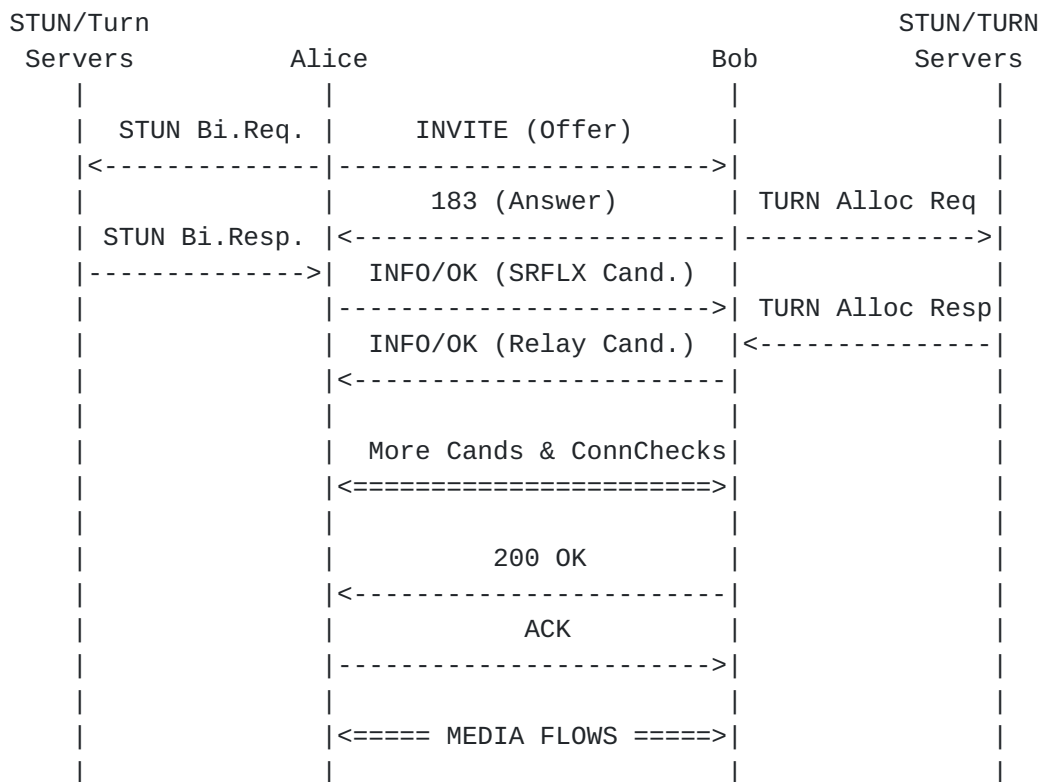 STUN/Turn STUN/TURN
Servers Alice Bob Servers
STUN Bi.Req. INVITE (Offer)
183 (Answer) TURN Alloc Req
STUN Bi.Resp.
INFO/OK (SRFLX Cand.)
TURN Alloc Resp
INFO/OK (Relay Cand.)
More Cands & ConnChecks
200 OK
ACK
MEDIA FLOWS